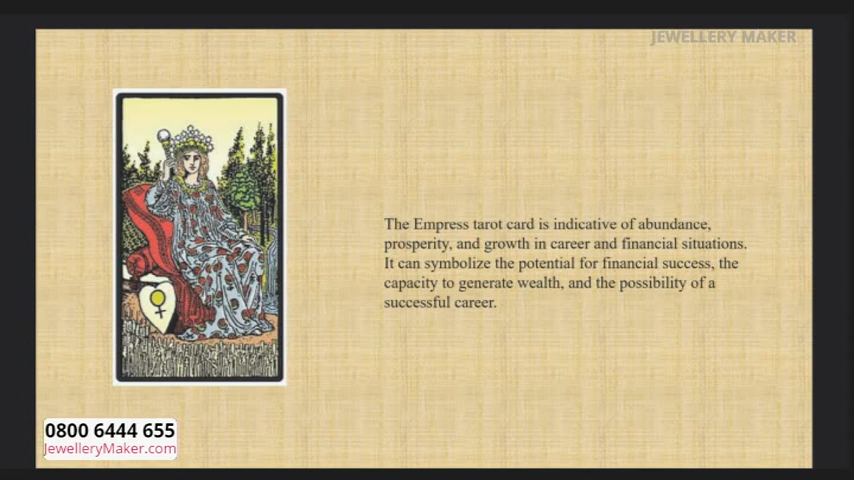 JEWELLERY MAKER
The Empress tarot card is indicative of abundance,
prosperity, and growth in career and financial situations.
It can symbolize the potential for financial success, the
capacity to generate wealth, and the possibility of a
successful career.
0800 6444 655
JewelleryMaker.com